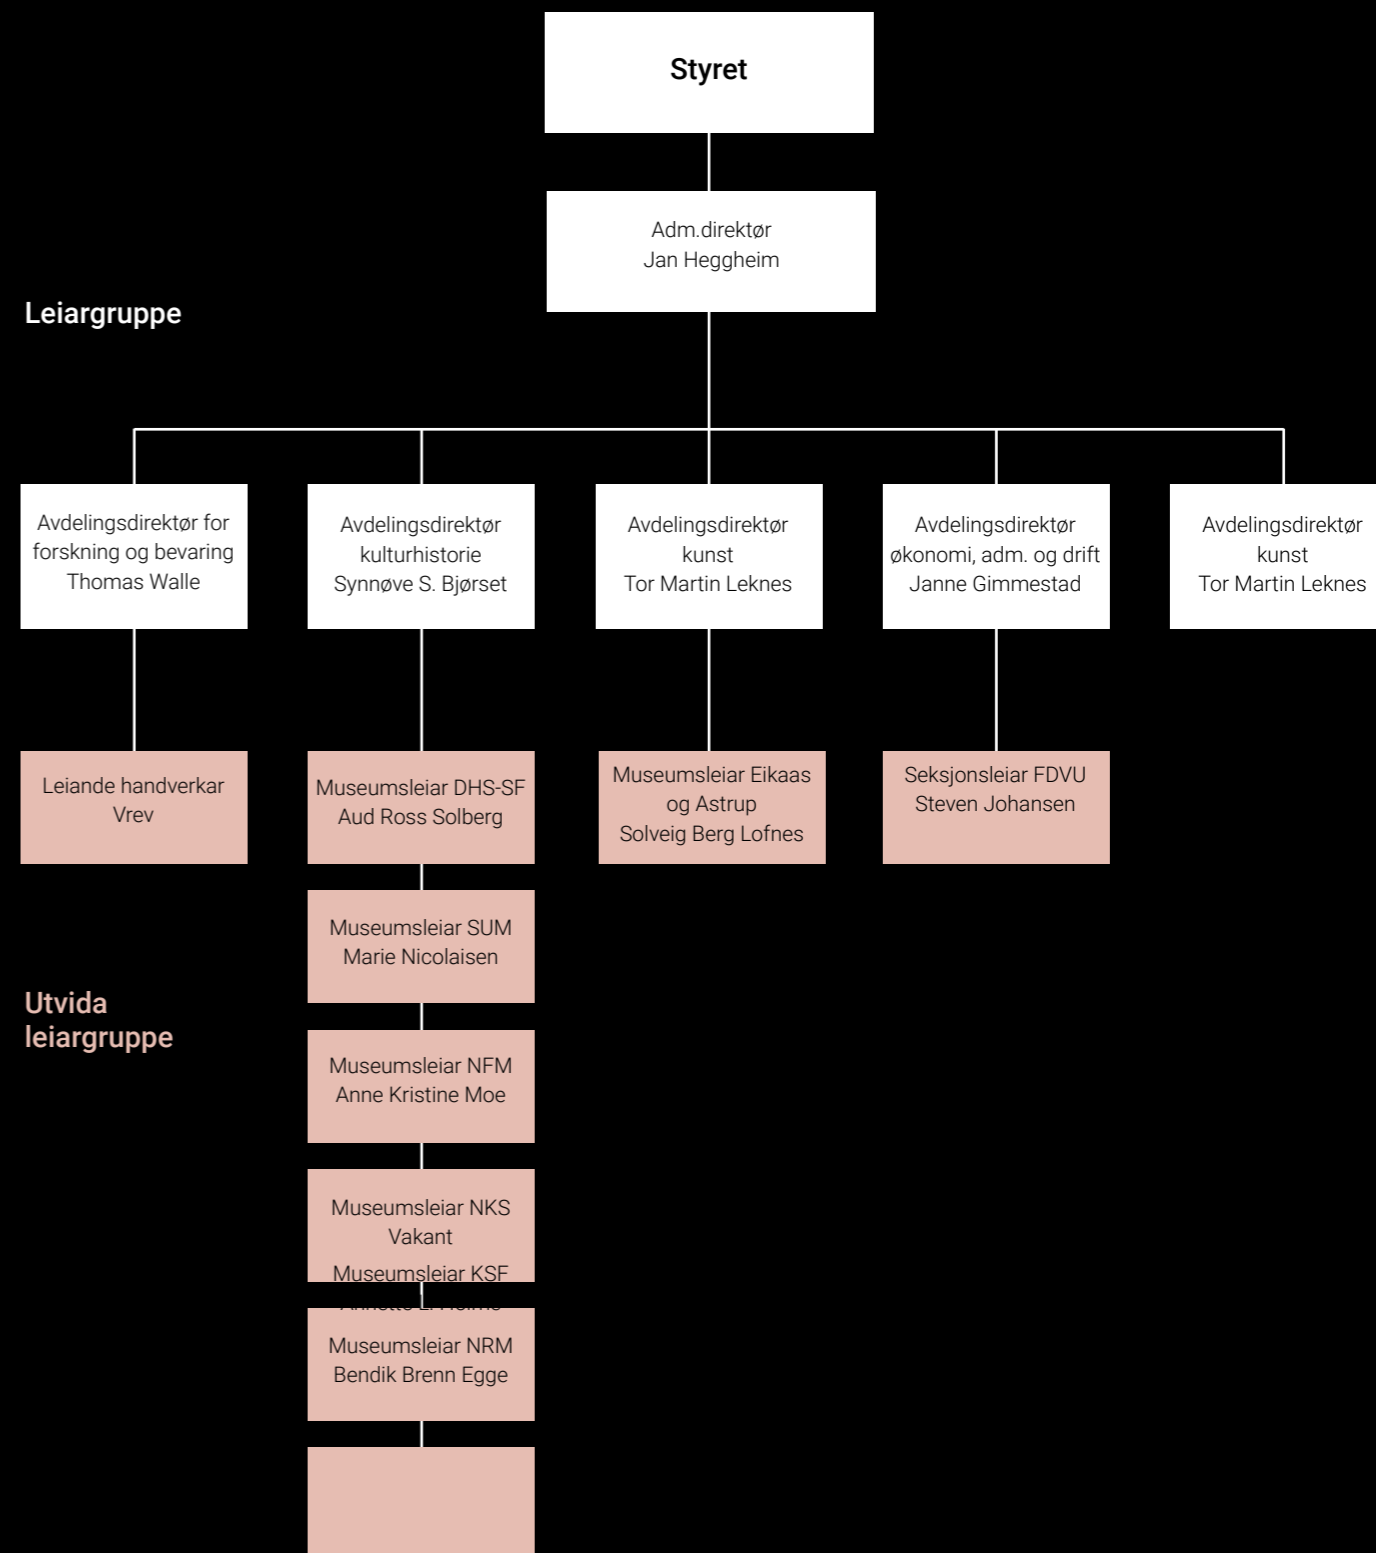 Styret
Adm.direktør
Jan Heggheim
Leiargruppe
Avdelingsdirektør for
forskning og bevaring
Thomas Walle
Avdelingsdirektør
kulturhistorie
Synnøve S. Bjørset
Avdelingsdirektør
kunst
Tor Martin Leknes
Avdelingsdirektør
økonomi, adm. og drift
Janne Gimmestad
Avdelingsdirektør
kunst
Tor Martin Leknes
Leiande handverkar
Vrev
Museumsleiar DHS-SF
Aud Ross Solberg
Museumsleiar Eikaas
og Astrup
Solveig Berg Lofnes
Seksjonsleiar FDVU
Steven Johansen
Museumsleiar SUM
Marie Nicolaisen
Utvida
leiargruppe
Museumsleiar NFM
Anne Kristine Moe
Museumsleiar NKS
Vakant
Museumsleiar KSF
Museumsleiar NRM
Bendik Brenn Egge